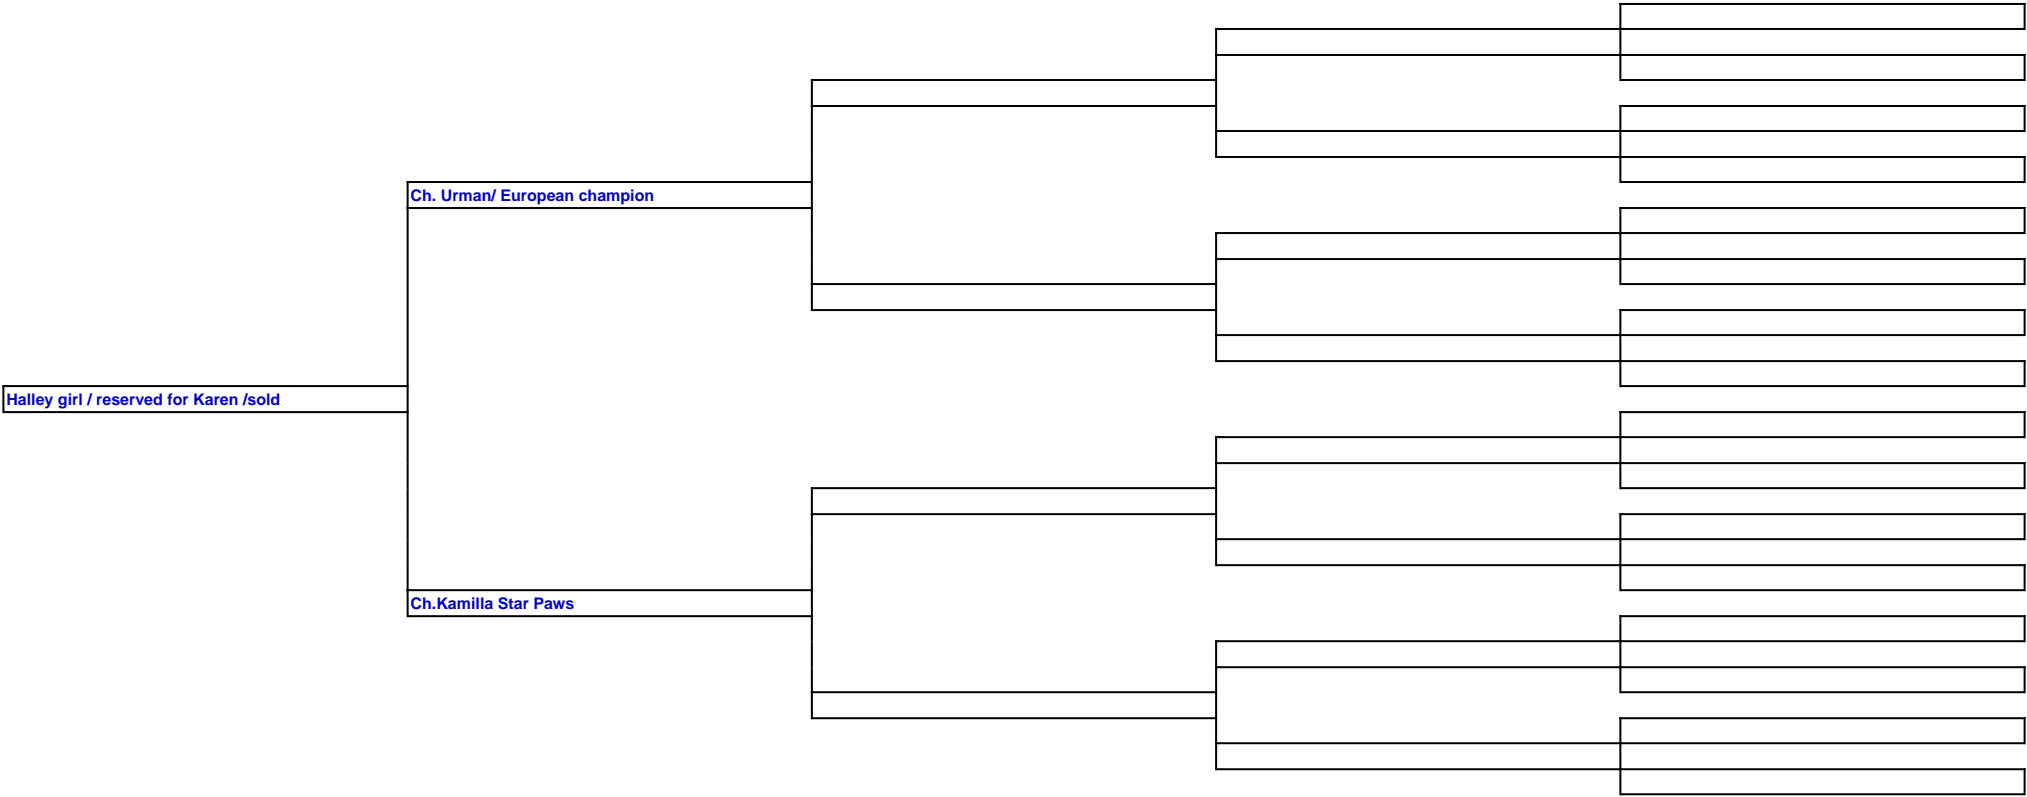 Ch. Urman/ European champion
Halley girl / reserved for Karen /sold
Ch.Kamilla Star Paws